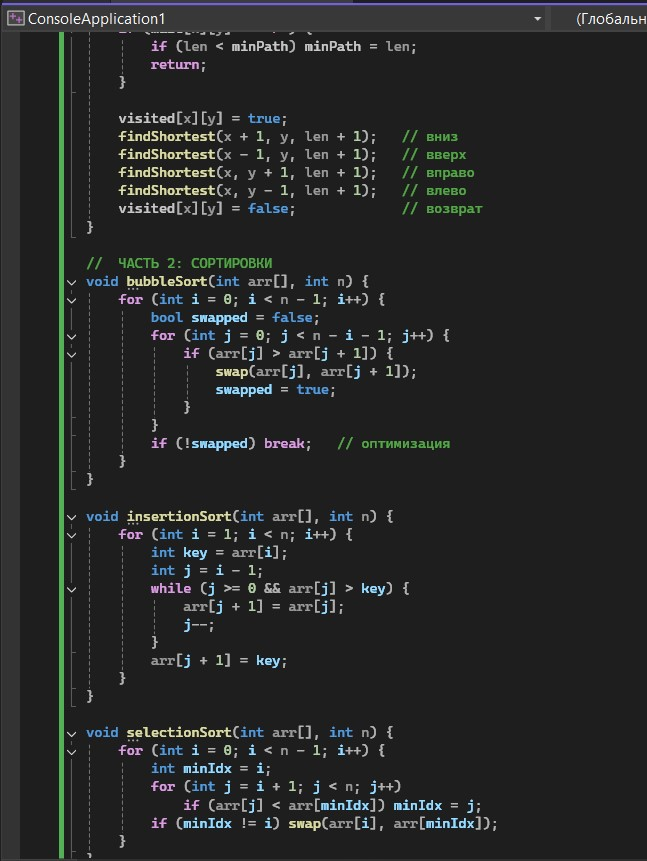 ConsoleApplication1
(Глобальн
if (len < minPath) minPath = len;
return;
}
visited[x][y] = true;
findShortest(x + 1, y, len + 1);   // вниз
findShortest(x - 1, y, len + 1);   // вверх
findShortest(x, y + 1, len + 1);   // вправо
findShortest(x, y - 1, len + 1);   // влево
visited[x][y] = false;             // возврат
}
//  ЧАСТЬ 2: СОРТИРОВКИ
void bubbleSort(int arr[], int n) {
for (int i = 0; i < n - 1; i++) {
bool swapped = false;
for (int j = 0; j < n - i - 1; j++) {
if (arr[j] > arr[j + 1]) {
swap(arr[j], arr[j + 1]);
swapped = true;
}
}
if (!swapped) break;   // оптимизация
}
}
void insertionSort(int arr[], int n) {
for (int i = 1; i < n; i++) {
int key = arr[i];
int j = i - 1;
while (j >= 0 && arr[j] > key) {
arr[j + 1] = arr[j];
j--;
}
arr[j + 1] = key;
}
}
void selectionSort(int arr[], int n) {
for (int i = 0; i < n - 1; i++) {
int minIdx = i;
for (int j = i + 1; j < n; j++)
if (arr[j] < arr[minIdx]) minIdx = j;
if (minIdx != i) swap(arr[i], arr[minIdx]);
}